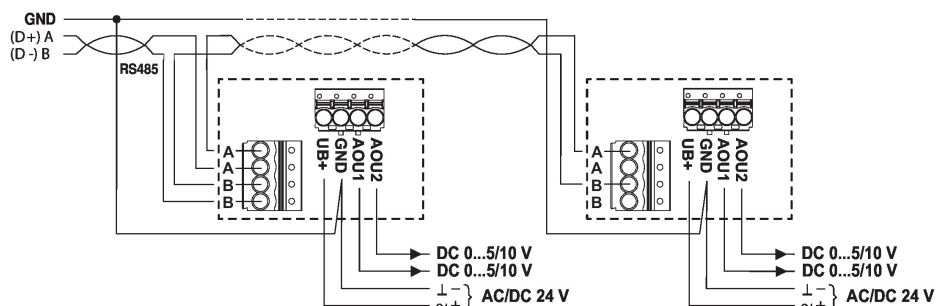 GND
(D+) A
(D-) B
RS485
A
A
B
B
UB+
GND
AOU1
AOU2
DC 0...5/10 V
DC 0...5/10 V
⊥ −
AC/DC 24 V
A
A
B
B
UB+
GND
AOU1
AOU2
DC 0...5/10 V
DC 0...5/10 V
⊥ −
AC/DC 24 V